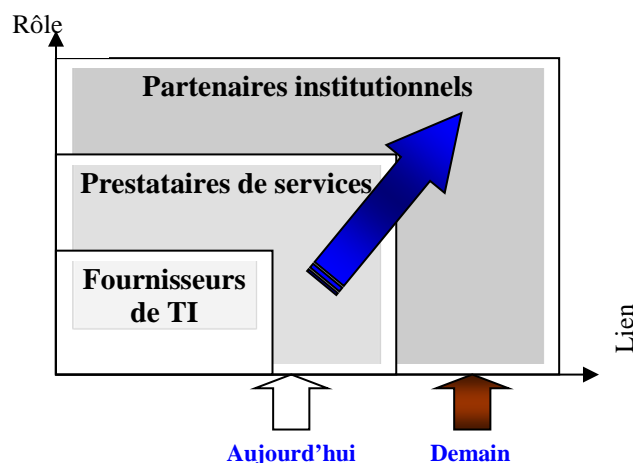 Rôle
Partenaires institutionnels
Prestataires de services
Fournisseurs
de TI
Lien
Aujourd’hui
Demain